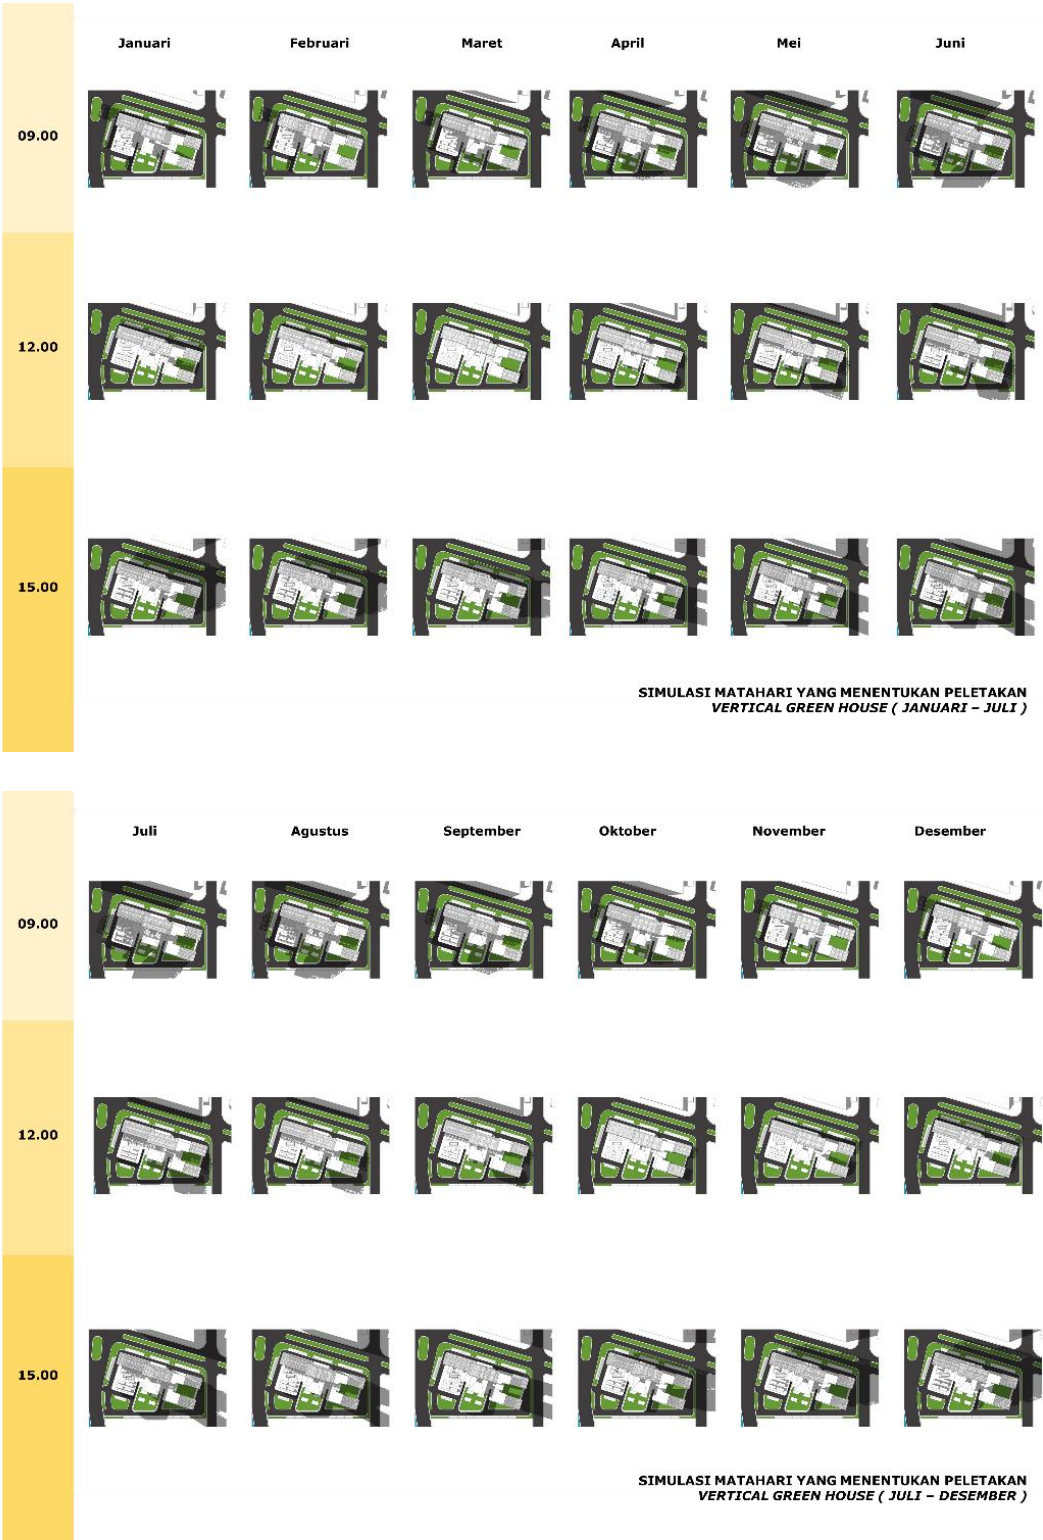 Januari Februari Maret April Mei Juni
09.00
12.00
15.00
SIMULASI MATAHARI YANG MENENTUKAN PELETAKAN
VERTICAL GREEN HOUSE ( JANUARI – JULI )
Juli Agustus September Oktober November Desember
09.00
12.00
15.00
SIMULASI MATAHARI YANG MENENTUKAN PELETAKAN
VERTICAL GREEN HOUSE ( JULI – DESEMBER )